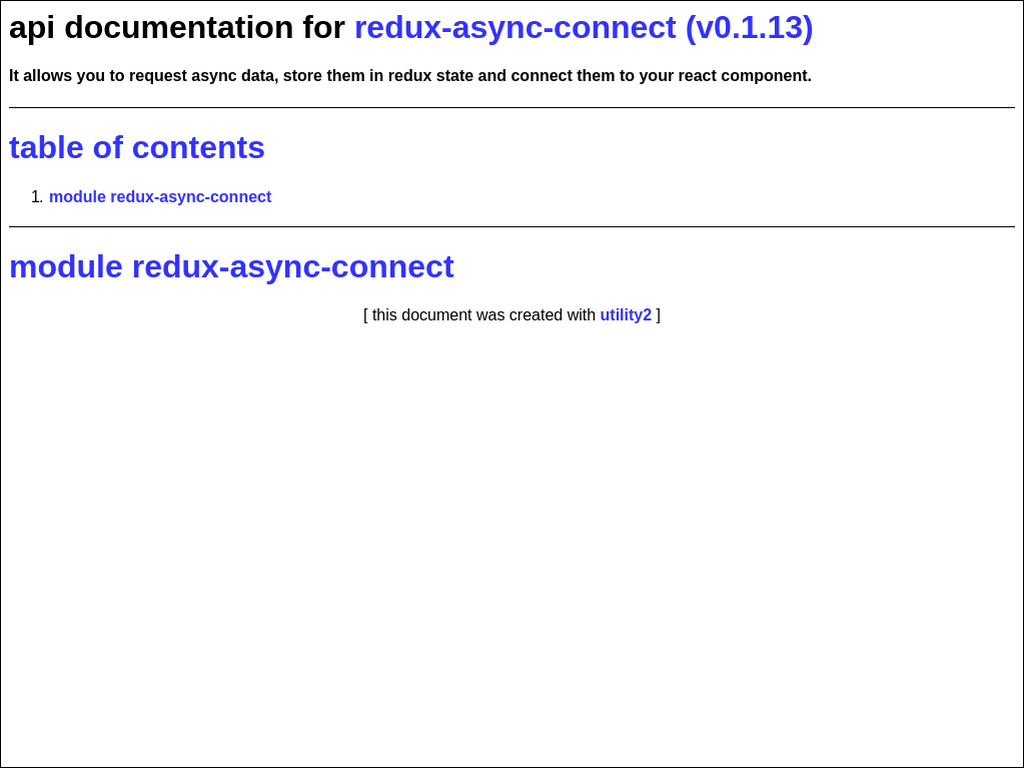 api documentation for redux-async-connect (v0.1.13)
It allows you to request async data, store them in redux state and connect them to your react component.
table of contents
1. module redux-async-connect
module redux-async-connect
[ this document was created with utility2 ]